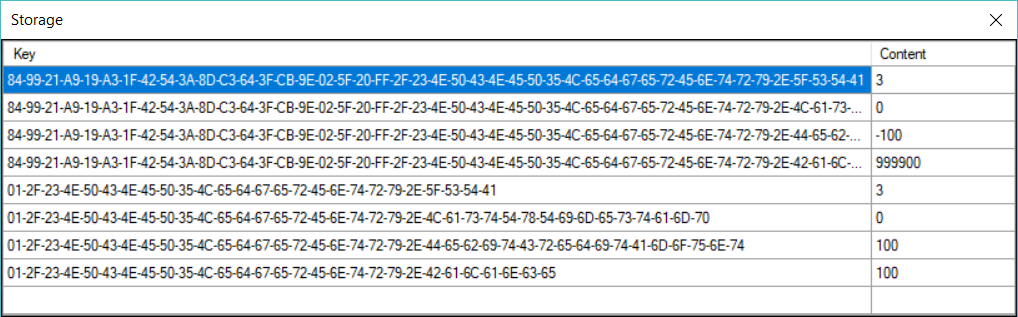 Storage
Key Content
84-99-21-A9-19-A3-1F-42-54-3A-8D-C3-64-3F-CB-9E-02-5F-20-FF-2F-23-4E-50-43-4E-45-50-35-4C-65-64-67-65-72-45-6E-74-72-79-2E-5F-53-54-41 3
84-99-21-A9-19-A3-1F-42-54-3A-8D-C3-64-3F-CB-9E-02-5F-20-FF-2F-23-4E-50-43-4E-45-50-35-4C-65-64-67-65-72-45-6E-74-72-79-2E-4C-61-73-... 0
84-99-21-A9-19-A3-1F-42-54-3A-8D-C3-64-3F-CB-9E-02-5F-20-FF-2F-23-4E-50-43-4E-45-50-35-4C-65-64-67-65-72-45-6E-74-72-79-2E-44-65-62-... -100
84-99-21-A9-19-A3-1F-42-54-3A-8D-C3-64-3F-CB-9E-02-5F-20-FF-2F-23-4E-50-43-4E-45-50-35-4C-65-64-67-65-72-45-6E-74-72-79-2E-42-61-6C-... 999900
01-2F-23-4E-50-43-4E-45-50-35-4C-65-64-67-65-72-45-6E-74-72-79-2E-5F-53-54-41 3
01-2F-23-4E-50-43-4E-45-50-35-4C-65-64-67-65-72-45-6E-74-72-79-2E-4C-61-73-74-54-78-54-69-6D-65-73-74-61-6D-70 0
01-2F-23-4E-50-43-4E-45-50-35-4C-65-64-67-65-72-45-6E-74-72-79-2E-44-65-62-69-74-43-72-65-64-69-74-41-6D-6F-75-6E-74 100
01-2F-23-4E-50-43-4E-45-50-35-4C-65-64-67-65-72-45-6E-74-72-79-2E-42-61-6C-61-6E-63-65 100